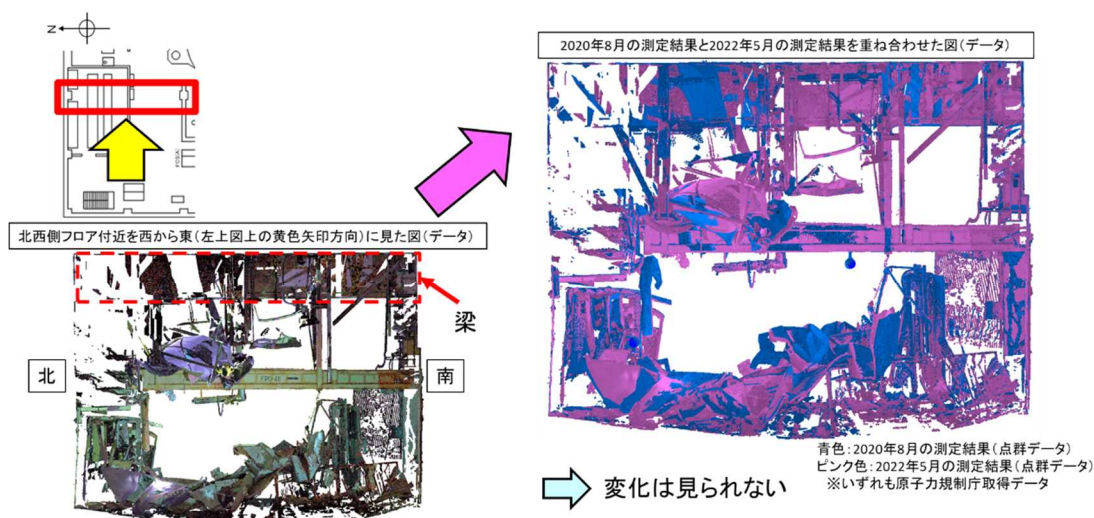 N
2020年8月の測定結果と2022年5月の測定結果を重ね合わせた図(データ)
北西側フロア付近を西から東(左上図上の黄色矢印方向)に見た図(データ)
梁
北
南
青色:2020年8月の測定結果(点群データ)
ピンク色:2022年5月の測定結果(点群データ)
※いずれも原子力規制庁取得データ
変化は見られない